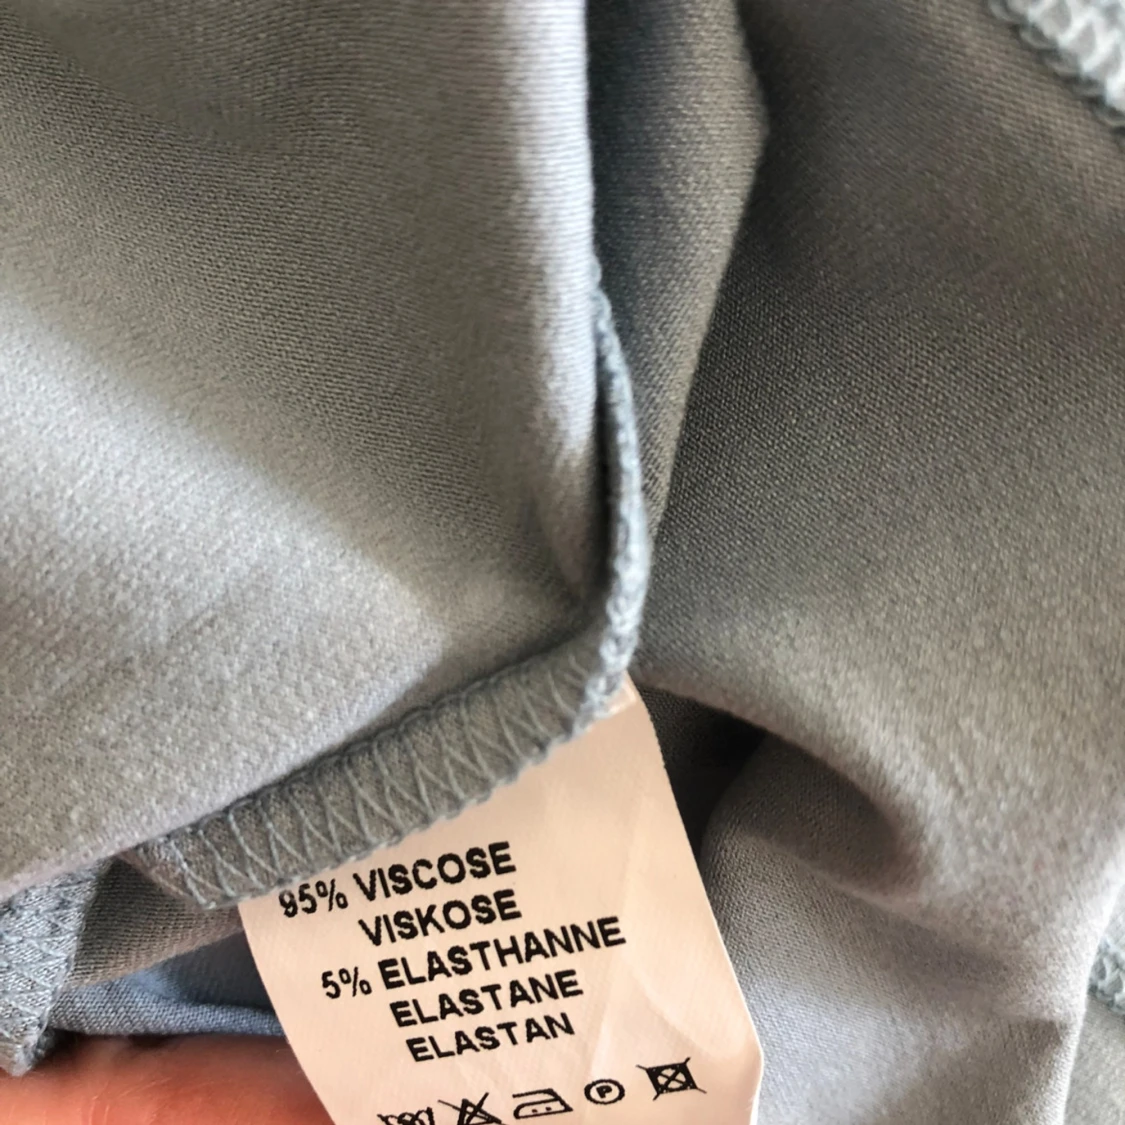 95% VISCOSE
VISKOSE
5% ELASTHANNE
ELASTANE
ELASTAN
P